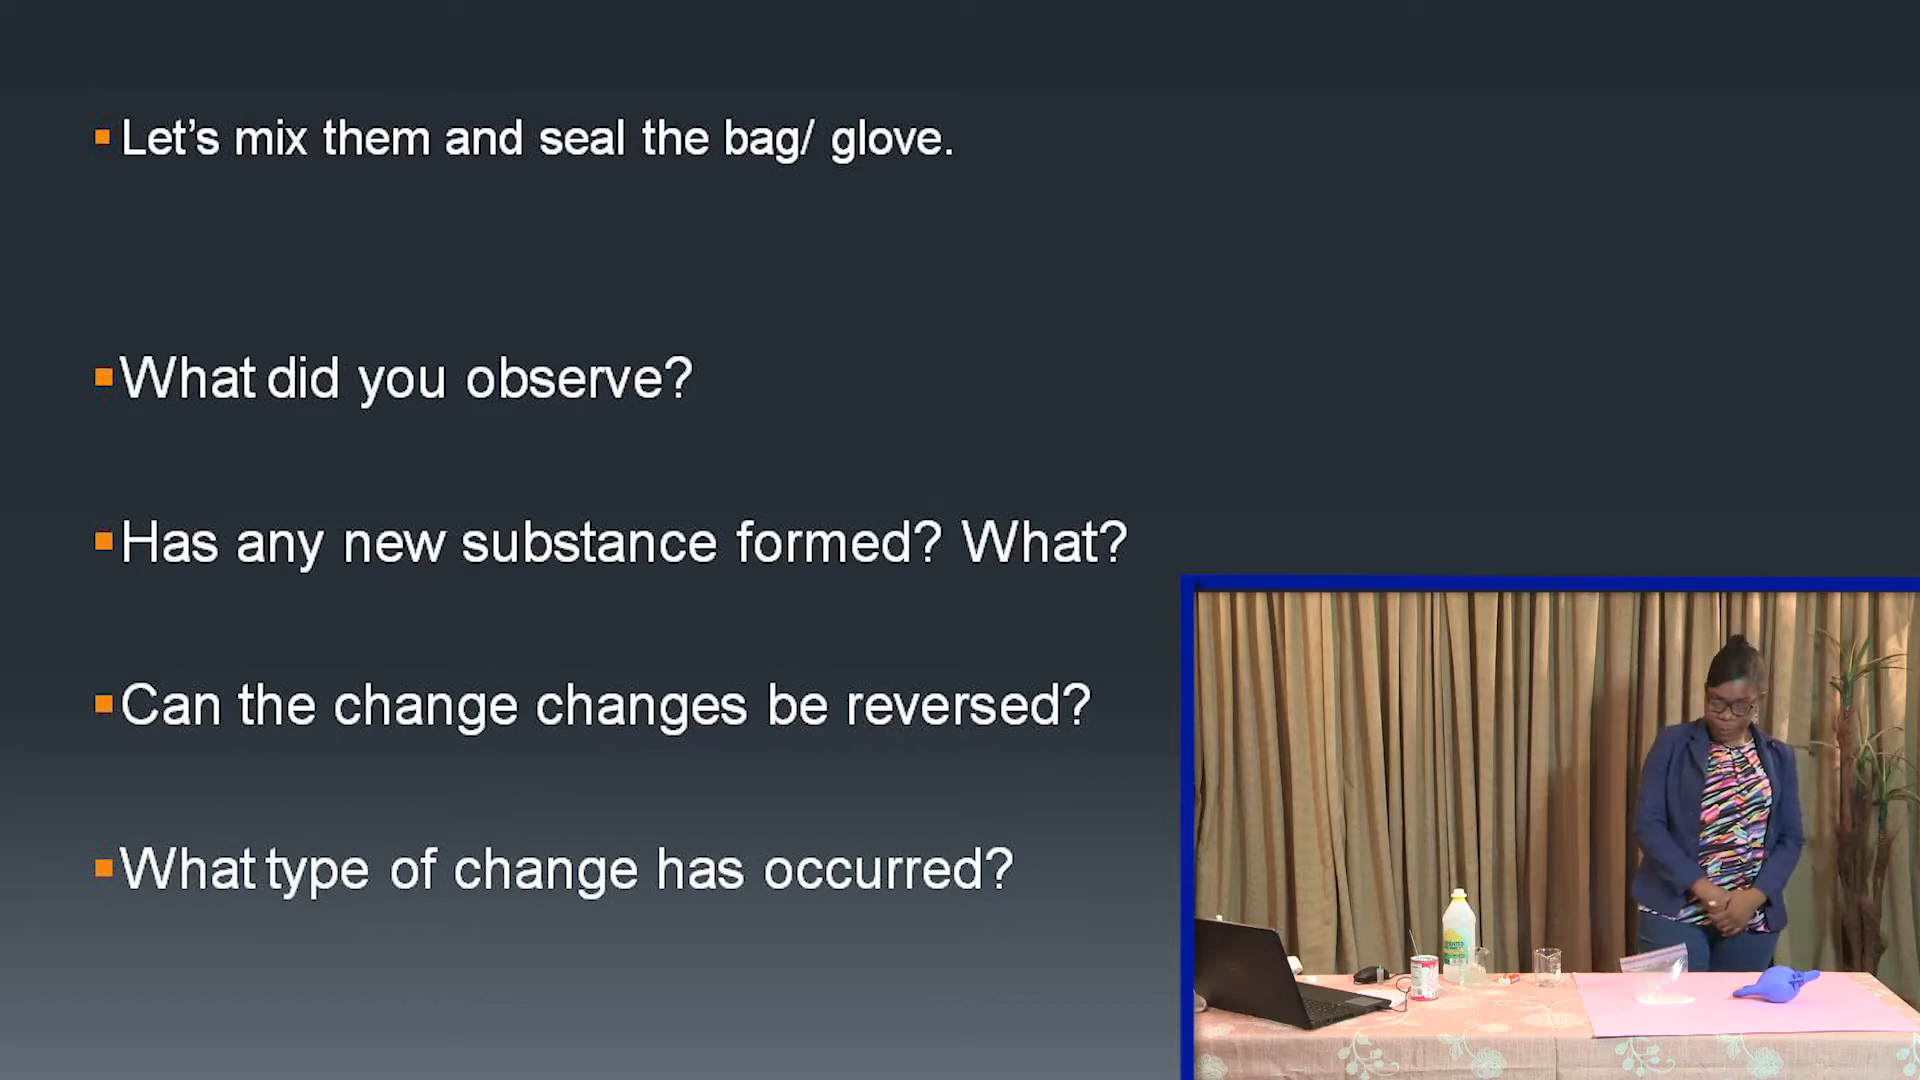 Let's mix them and seal the bag/ glove.
What did you observe?
Has any new substance formed? What?
Can the change changes be reversed?
What type of change has occurred?